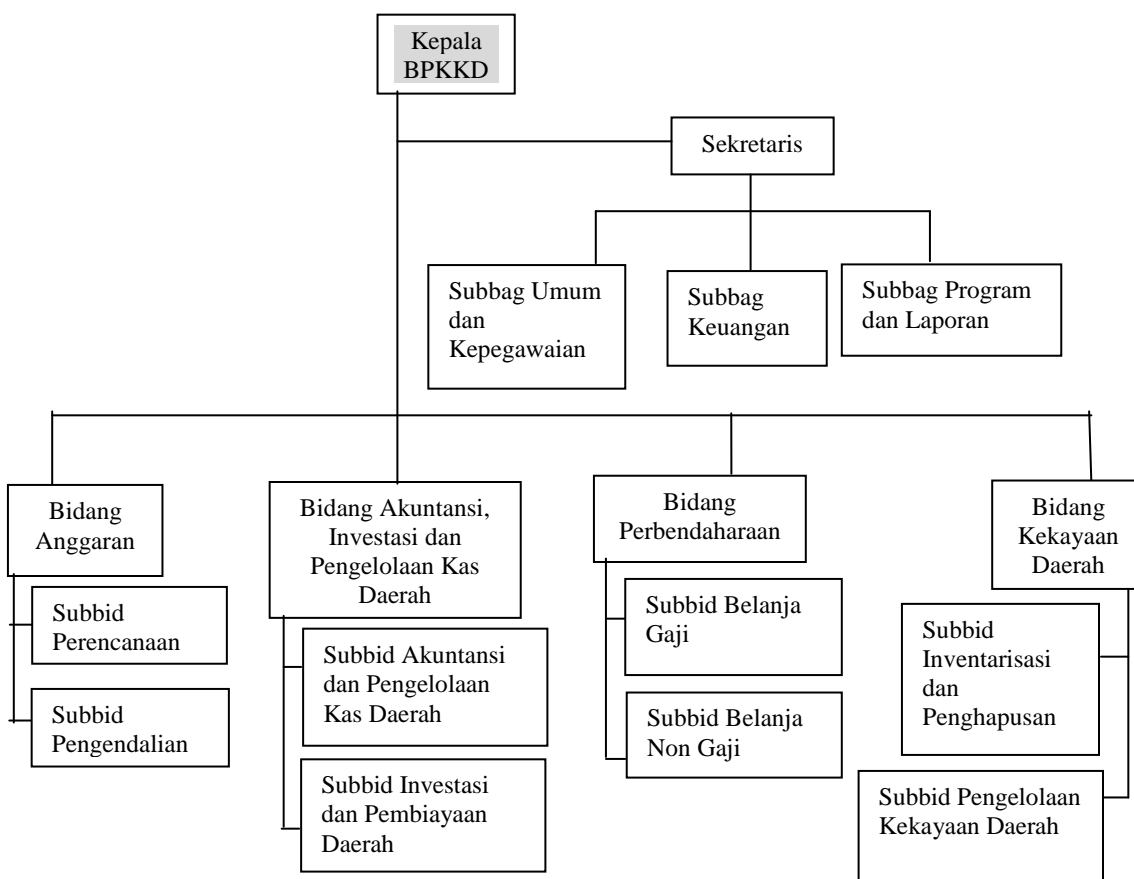 Kepala
BPKKD
Sekretaris
Subbag Umum
dan
Kepegawaian
Subbag
Keuangan
Subbag Program
dan Laporan
Bidang
Anggaran
Subbid
Perencanaan
Subbid
Pengendalian
Bidang Akuntansi,
Investasi dan
Pengelolaan Kas
Daerah
Subbid Akuntansi
dan Pengelolaan
Kas Daerah
Subbid Investasi
dan Pembiayaan
Daerah
Bidang
Perbendaharaan
Subbid Belanja
Gaji
Subbid Belanja
Non Gaji
Bidang
Kekayaan
Daerah
Subbid
Inventarisasi
dan
Penghapusan
Subbid Pengelolaan
Kekayaan Daerah